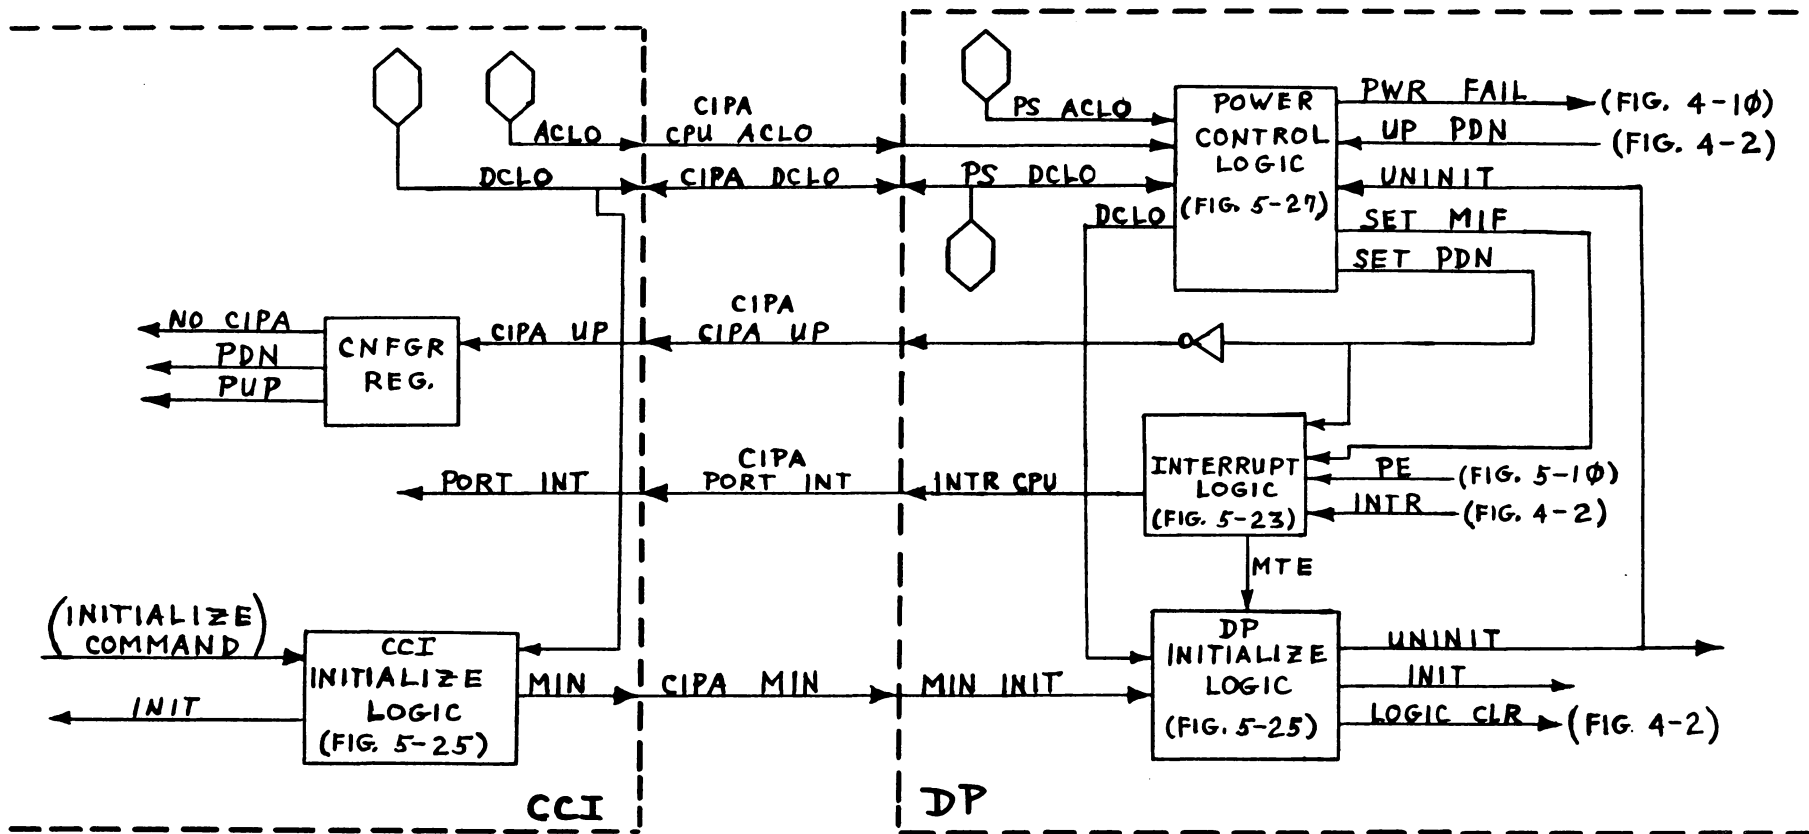 ACLO
DCLO
CIPA
CPU ACLO
CIPA DCLO
PS ACLO
PS DCLO
DCLO
POWER
CONTROL
LOGIC
(FIG. 5-27)
PWR FAIL
(FIG. 4-1Ø)
UP PDN
(FIG. 4-2)
UNINIT
SET MIF
SET PDN
NO CIPA
PDN
PUP
CNFGR
REG.
CIPA UP
CIPA
CIPA UP
PORT INT
CIPA
PORT INT
INTR CPU
INTERRUPT
LOGIC
(FIG. 5-23)
PE
(FIG. 5-1Ø)
INTR
(FIG. 4-2)
MTE
(INITIALIZE
COMMAND)
INIT
CCI
INITIALIZE
LOGIC
(FIG. 5-25)
MIN
CIPA MIN
MIN INIT
DP
INITIALIZE
LOGIC
(FIG. 5-25)
UNINIT
INIT
LOGIC CLR
(FIG. 4-2)
CCI
DP